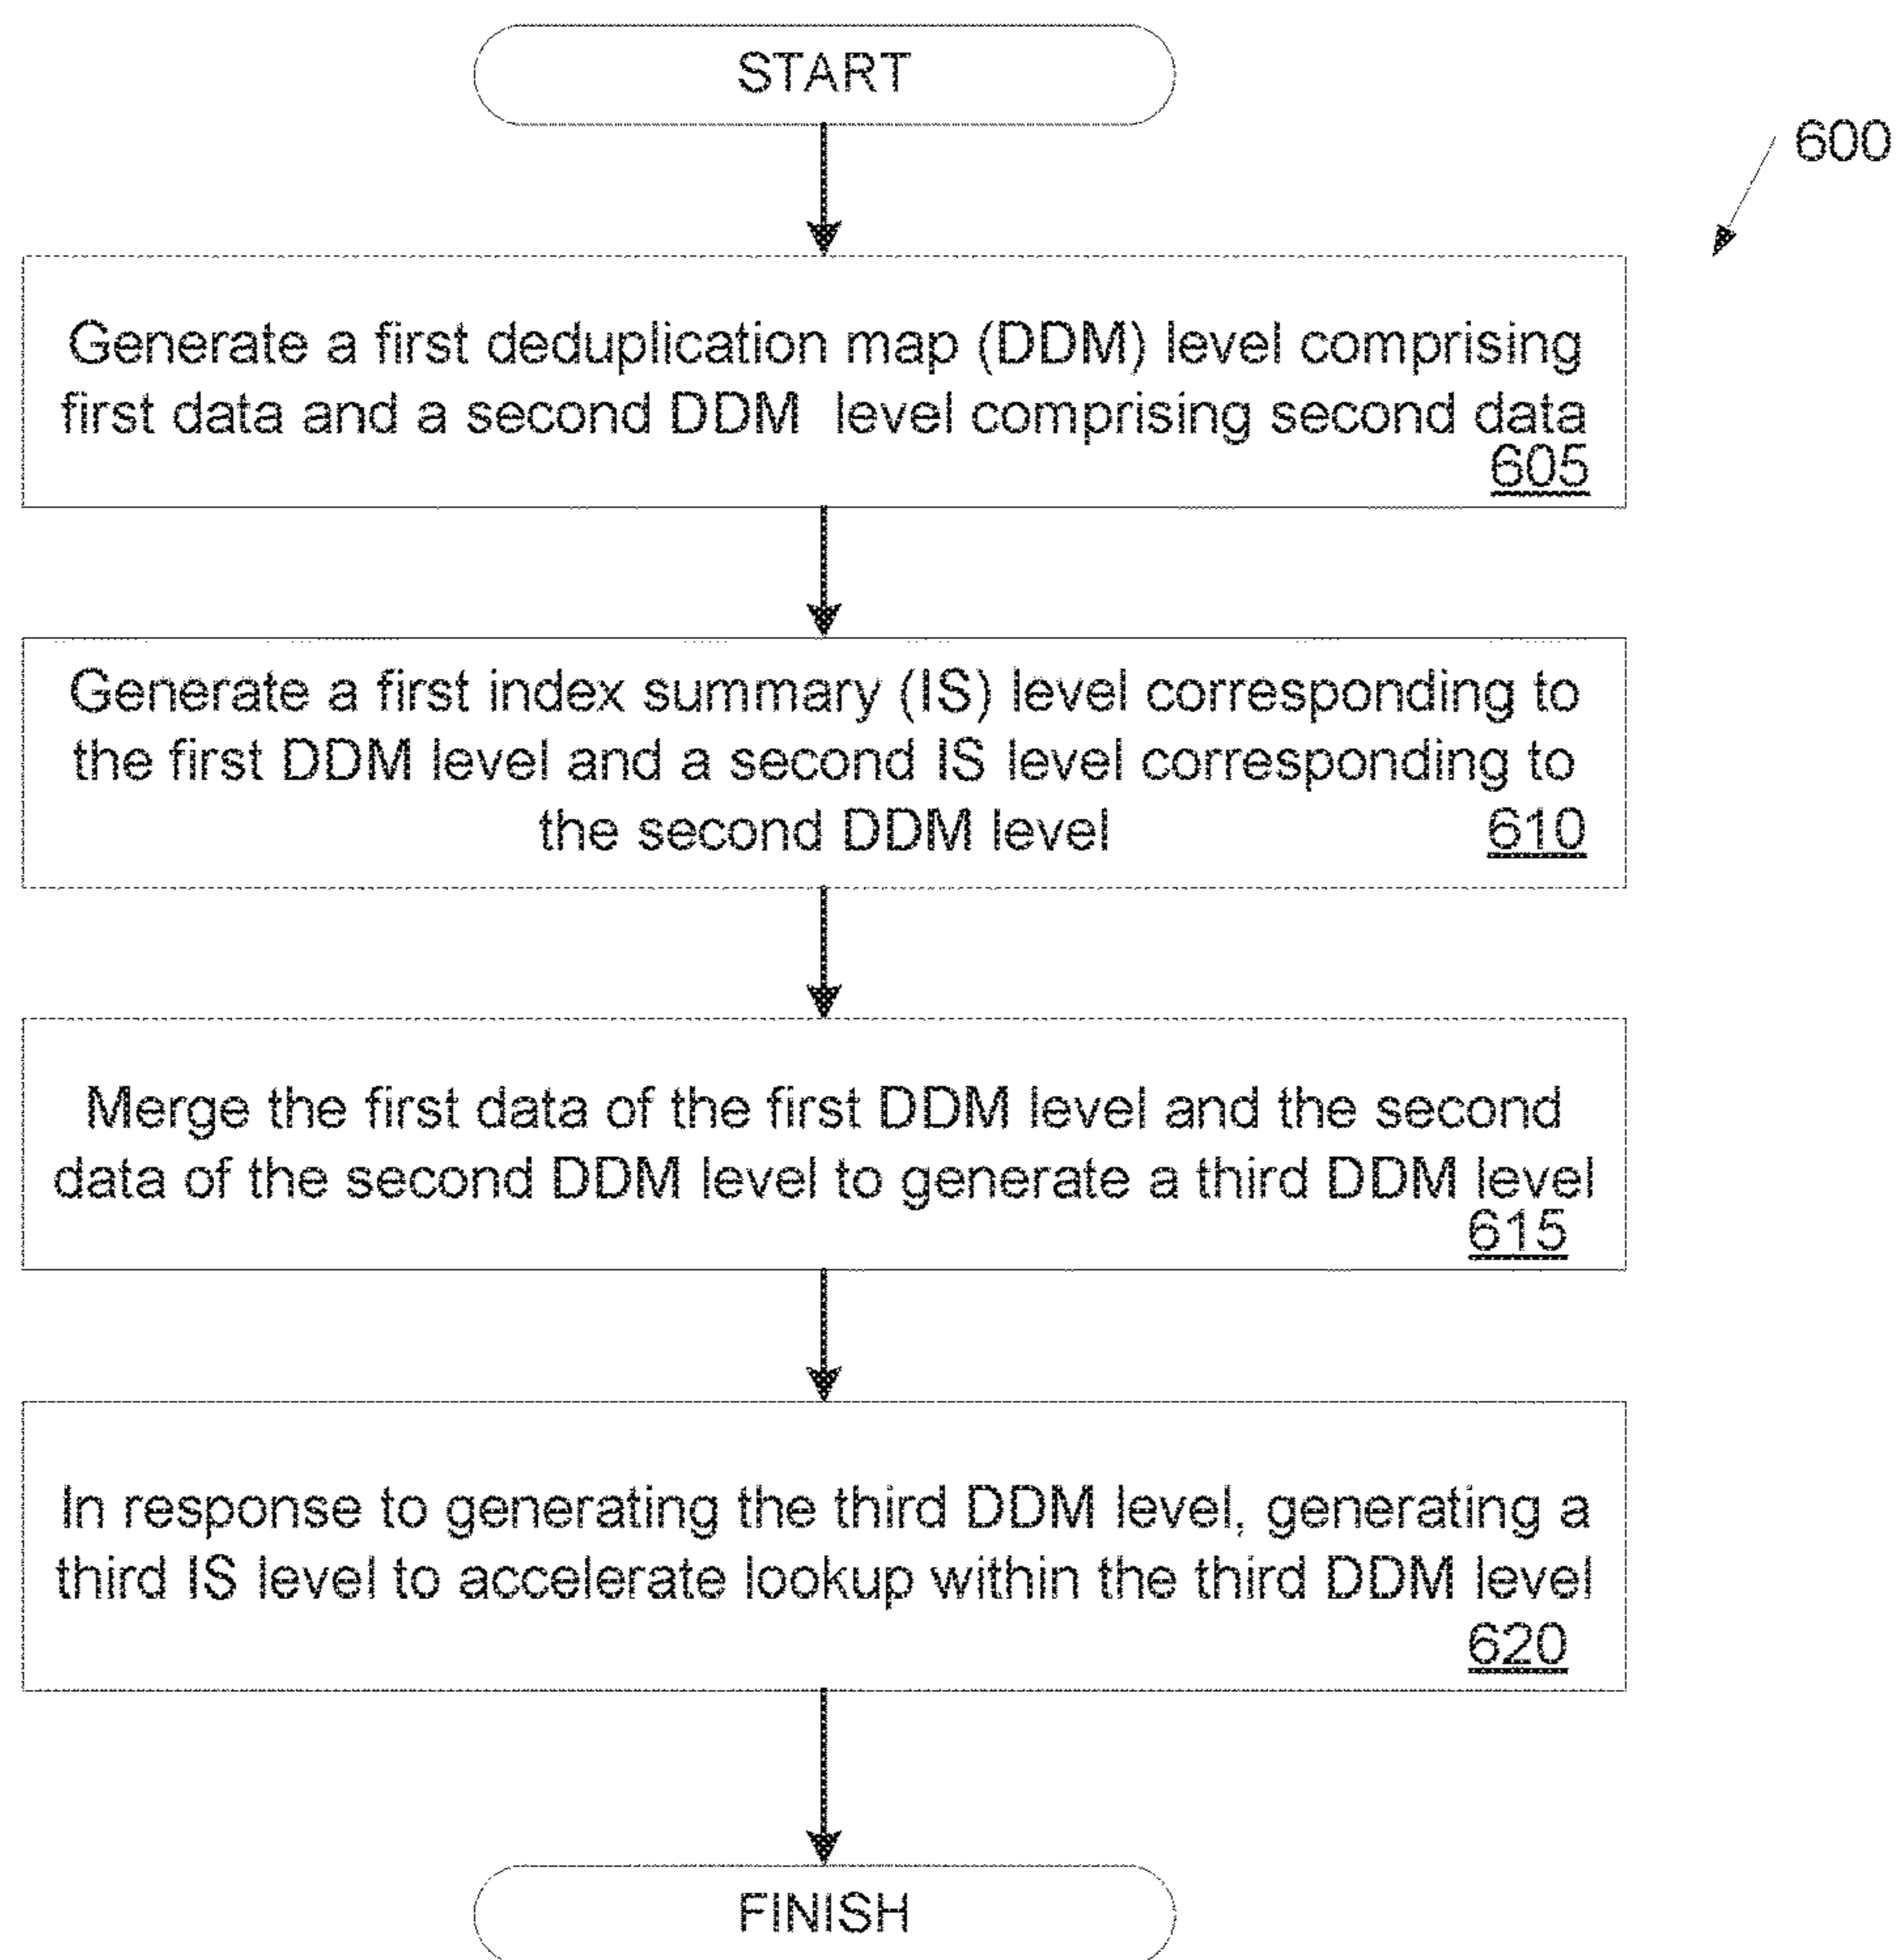 START
600
Generate a first deduplication map (DDM) level comprising
first data and a second DDM level comprising second data
605
Generate a first index summary (IS) level corresponding to
the first DDM level and a second IS level corresponding to
the second DDM level 610
Merge the first data of the first DDM level and the second
data of the second DDM level to generate a third DDM level
615
In response to generating the third DDM level, generating a
third IS level to accelerate lookup within the third DDM level
620
FINISH